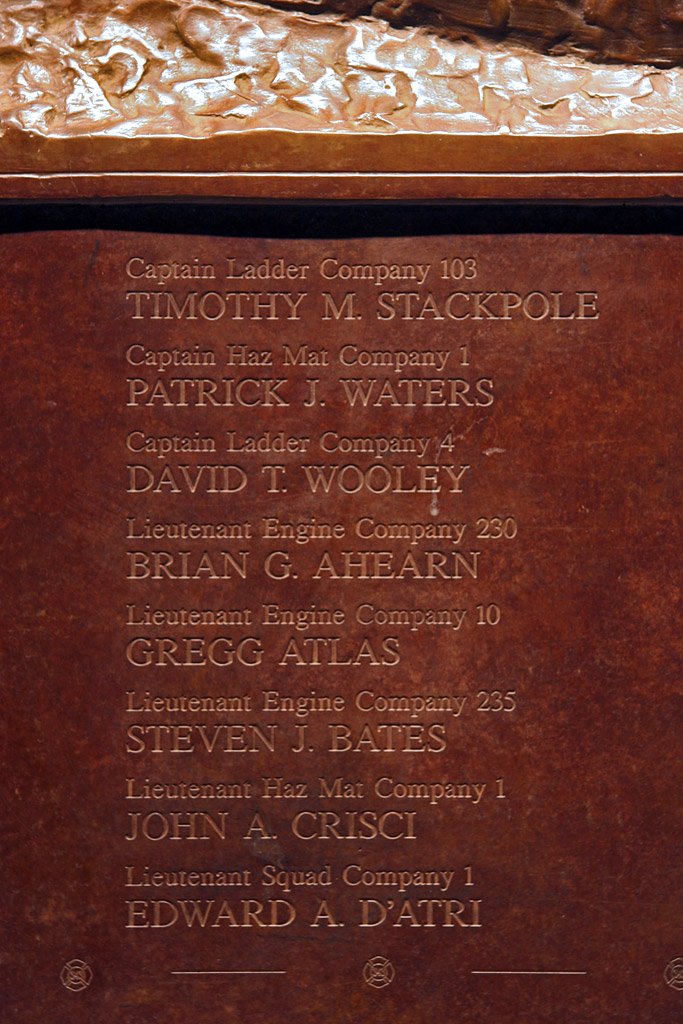 Captain Ladder Company 103
TIMOTHY M. STACKPOLE
Captain Haz Mat Company 1
PATRICK J. WATERS
Captain Ladder Company 4
DAVID T. WOOLEY
Lieutenant Engine Company 230
BRIAN G. AHEARN
Lieutenant Engine Company 10
GREGG ATLAS
Lieutenant Engine Company 235
STEVEN J. BATES
Lieutenant Haz Mat Company 1
JOHN A. CRISCI
Lieutenant Squad Company 1
EDWARD A. D'ATRI